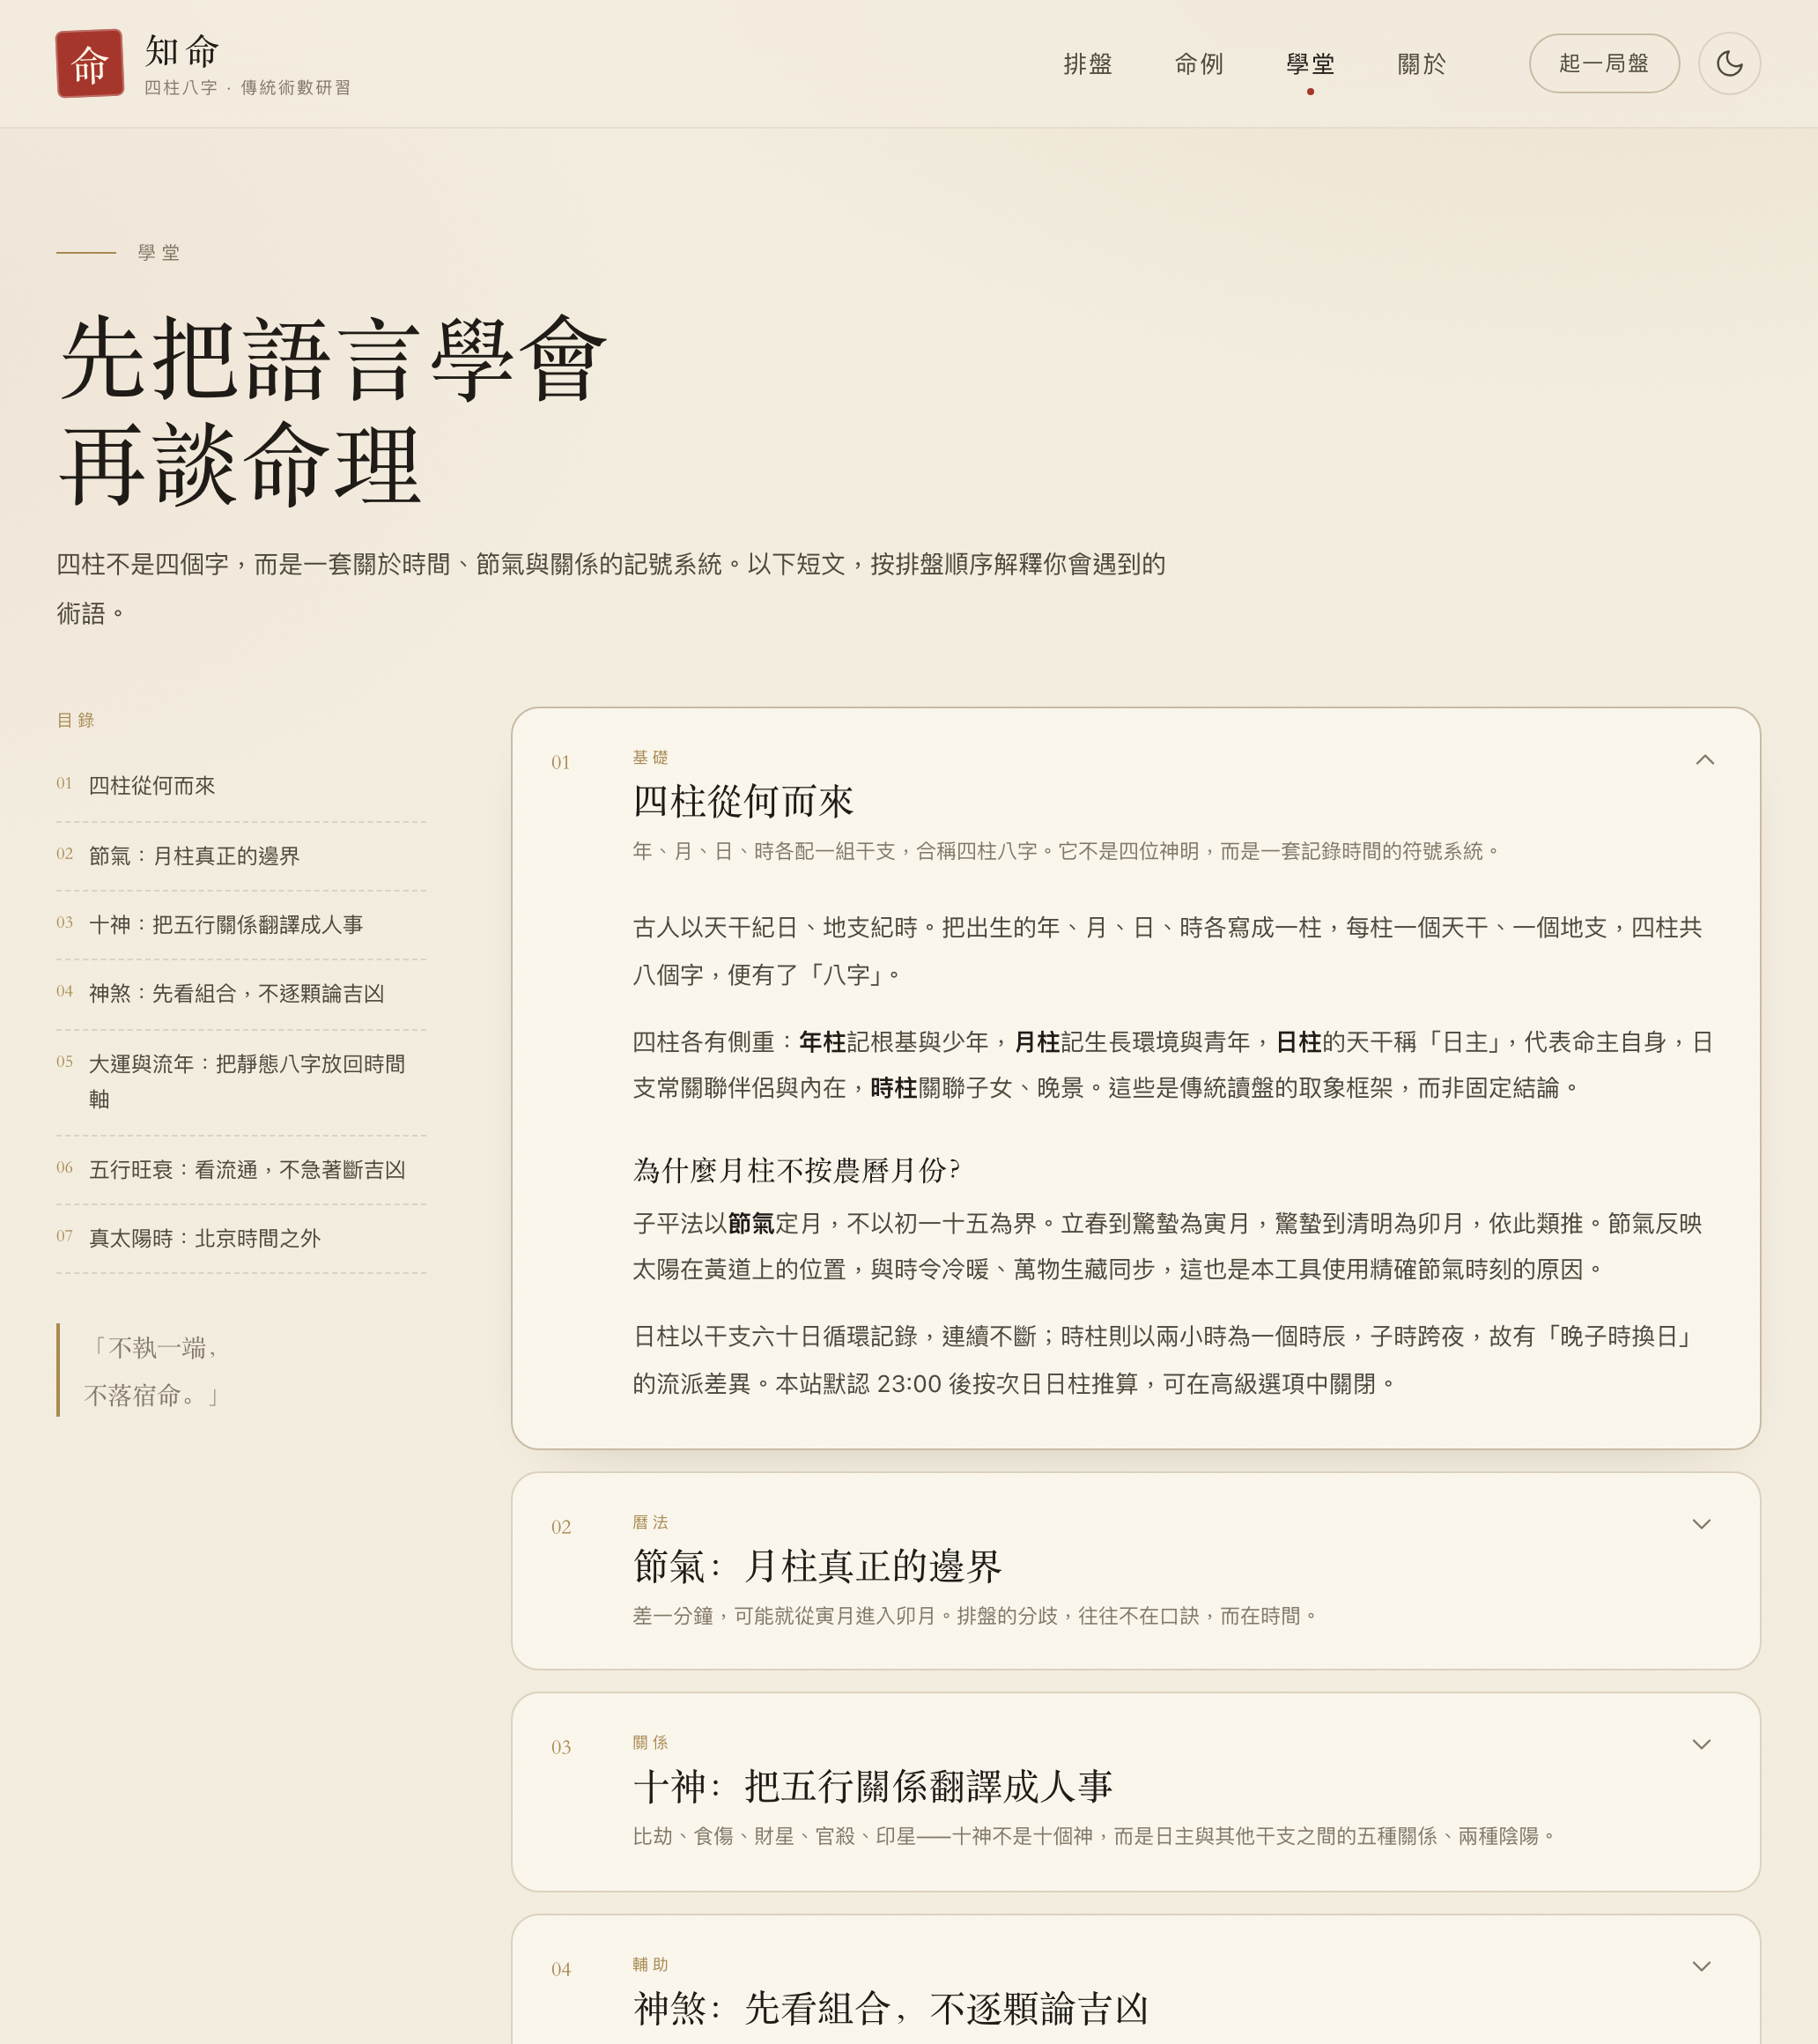 命
知命
四柱八字 · 傳統術數研習
排盤
命例
學堂
關於
起一局盤
學堂
先把語言學會
再談命理
四柱不是四個字，而是一套關於時間、節氣與關係的記號系統。以下短文，按排盤順序解釋你會遇到的
術語。
目錄
01 四柱從何而來
02 節氣：月柱真正的邊界
03 十神：把五行關係翻譯成人事
04 神煞：先看組合，不逐顆論吉凶
05 大運與流年：把靜態八字放回時間
軸
06 五行旺衰：看流通，不急著斷吉凶
07 真太陽時：北京時間之外
「不執一端，
不落宿命。」
01
基礎
四柱從何而來
年、月、日、時各配一組干支，合稱四柱八字。它不是四位神明，而是一套記錄時間的符號系統。
古人以天干紀日、地支紀時。把出生的年、月、日、時各寫成一柱，每柱一個天干、一個地支，四柱共
八個字，便有了「八字」。
四柱各有側重：年柱記根基與少年，月柱記生長環境與青年，日柱的天干稱「日主」，代表命主自身，日
支常關聯伴侶與內在，時柱關聯子女、晚景。這些是傳統讀盤的取象框架，而非固定結論。
為什麼月柱不按農曆月份？
子平法以節氣定月，不以初一十五為界。立春到驚蟄為寅月，驚蟄到清明為卯月，依此類推。節氣反映
太陽在黃道上的位置，與時令冷暖、萬物生藏同步，這也是本工具使用精確節氣時刻的原因。
日柱以干支六十日循環記錄，連續不斷；時柱則以兩小時為一個時辰，子時跨夜，故有「晚子時換日」
的流派差異。本站默認 23:00 後按次日日柱推算，可在高級選項中關閉。
02
曆法
節氣：月柱真正的邊界
差一分鐘，可能就從寅月進入卯月。排盤的分歧，往往不在口訣，而在時間。
03
關係
十神：把五行關係翻譯成人事
比劫、食傷、財星、官殺、印星——十神不是十個神，而是日主與其他干支之間的五種關係、兩種陰陽。
04
輔助
神煞：先看組合，不逐顆論吉凶